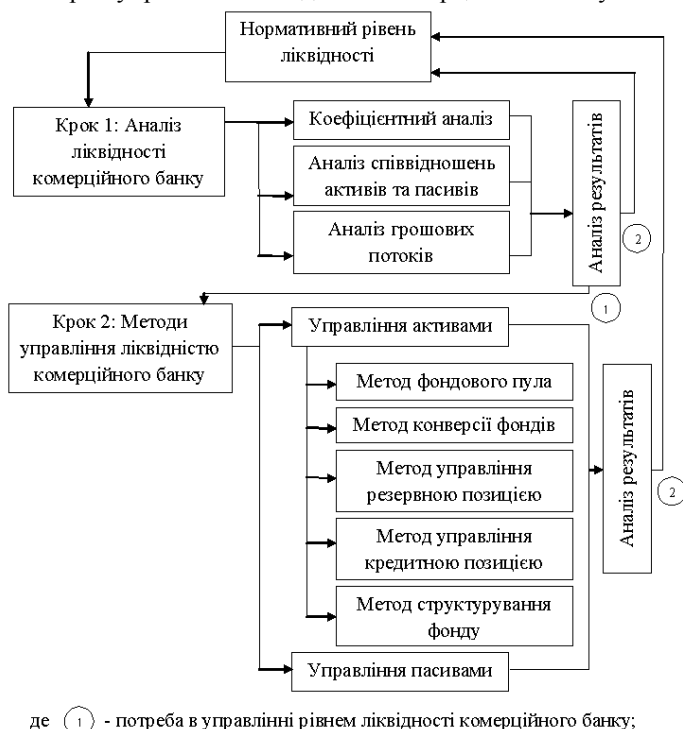 Нормативний рівень
ліквідності
Крок 1: Аналіз
ліквідності
комерційного банку
Коефіцієнтний аналіз
Аналіз співвідношень
активів та пасивів
Аналіз грошових
потоків
Аналіз результатів
2
1
Крок 2: Методи
управління ліквідністю
комерційного банку
Управління активами
Метод фондового пула
Метод конверсії фондів
Метод управління
резервною позицією
Метод управління
кредитною позицією
Метод структурування
фонду
Управління пасивами
Аналіз результатів
2
де 1 - потреба в управлінні рівнем ліквідності комерційного банку;